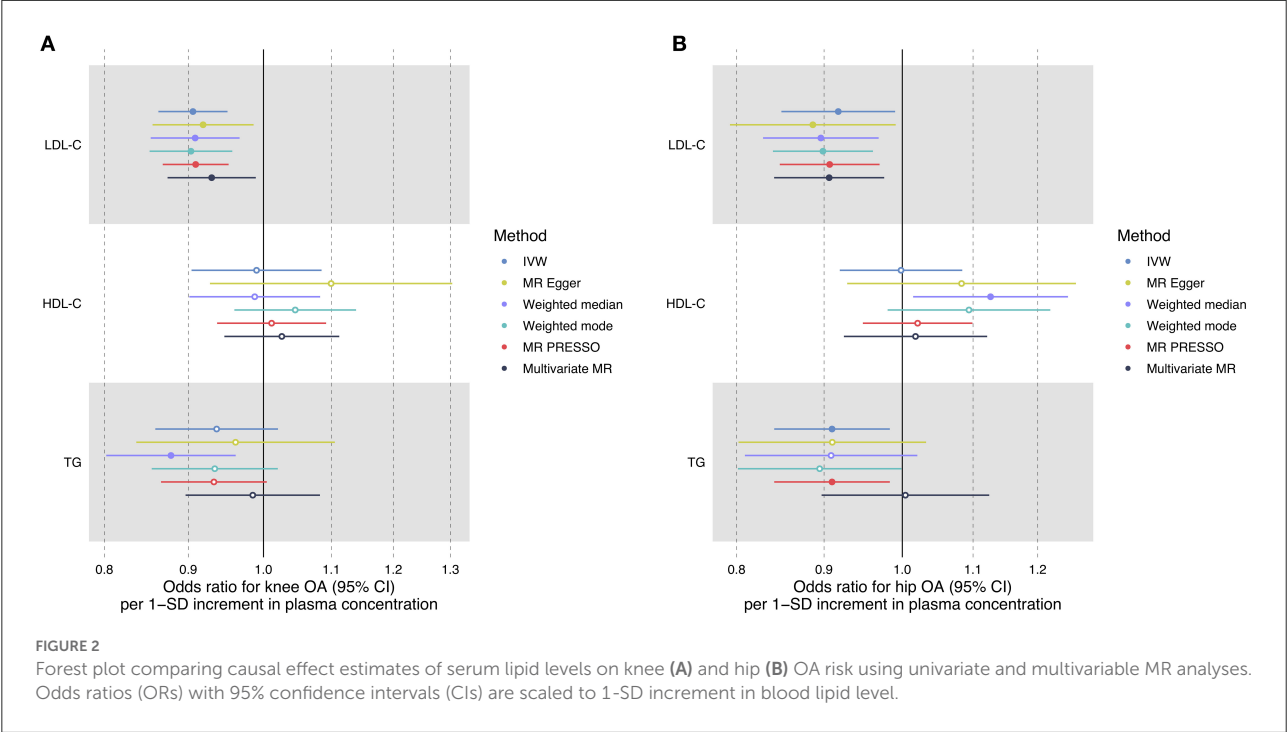 A
LDL-C
HDL-C
TG
0.8 0.9 1.0 1.1 1.2 1.3
Odds ratio for knee OA (95% CI)
per 1−SD increment in plasma concentration
Method
IVW
MR Egger
Weighted median
Weighted mode
MR PRESSO
Multivariate MR
B
LDL-C
HDL-C
TG
0.8 0.9 1.0 1.1 1.2
Odds ratio for hip OA (95% CI)
per 1−SD increment in plasma concentration
Method
IVW
MR Egger
Weighted median
Weighted mode
MR PRESSO
Multivariate MR
FIGURE 2
Forest plot comparing causal effect estimates of serum lipid levels on knee (A) and hip (B) OA risk using univariate and multivariable MR analyses.
Odds ratios (ORs) with 95% confidence intervals (CIs) are scaled to 1-SD increment in blood lipid level.